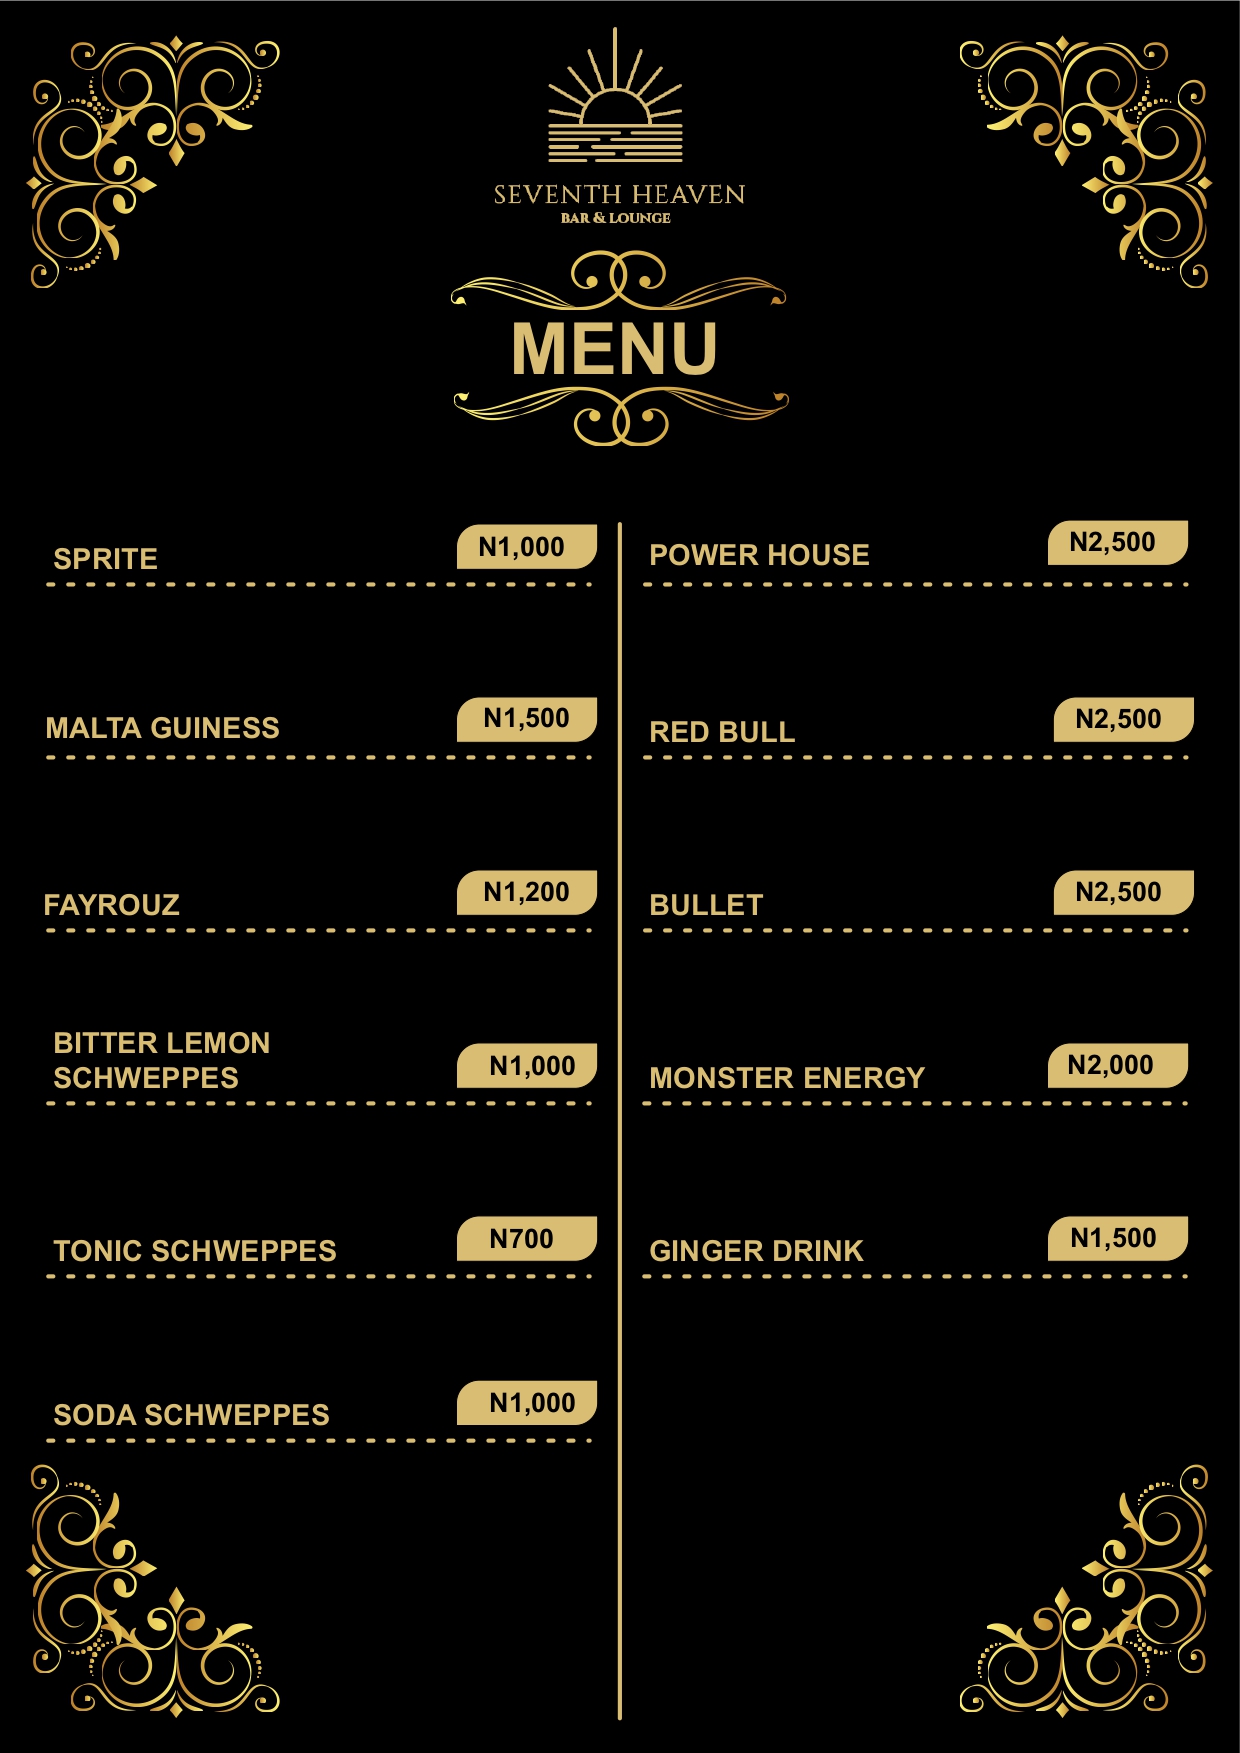 SEVENTH HEAVEN
BAR & LOUNGE
MENU
SPRITE N1,000
MALTA GUINESS N1,500
FAYROUZ N1,200
BITTER LEMON
SCHWEPPES N1,000
TONIC SCHWEPPES N700
SODA SCHWEPPES N1,000
POWER HOUSE N2,500
RED BULL N2,500
BULLET N2,500
MONSTER ENERGY N2,000
GINGER DRINK N1,500